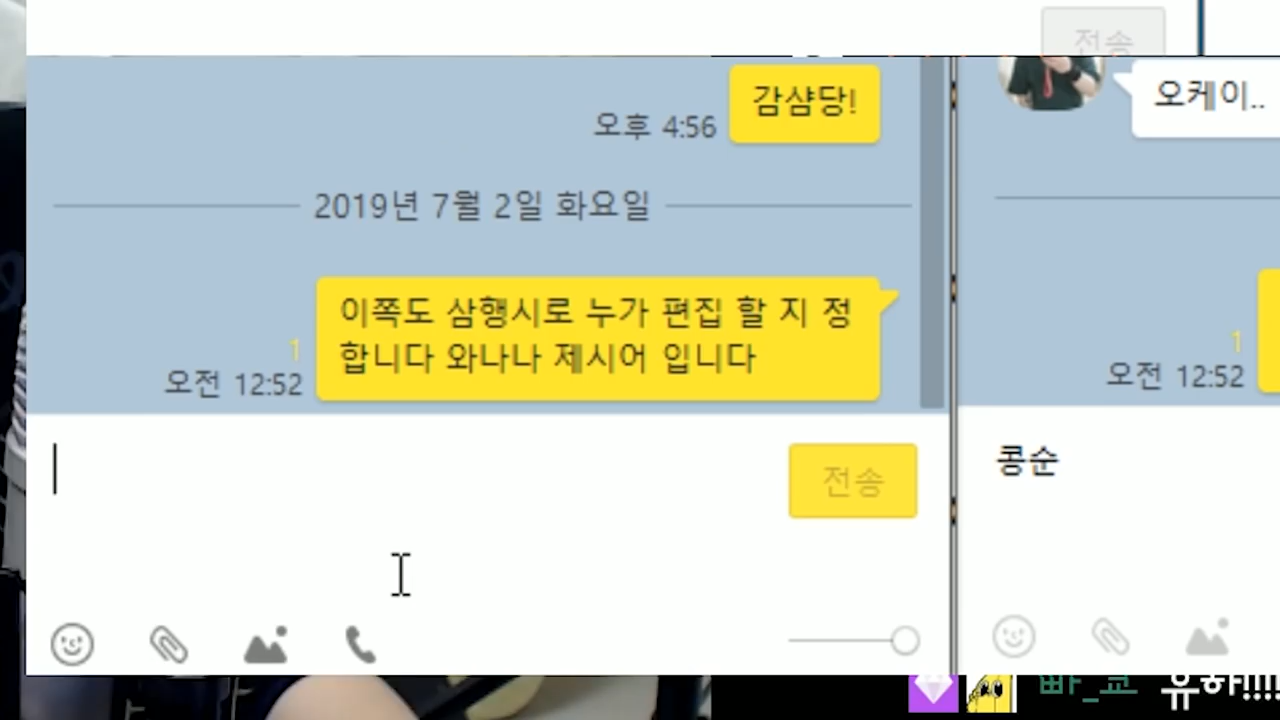 전송
감샴당!
오후 4:56
오케이..
2019년 7월 2일 화요일
이쪽도 삼행시로 누가 편집 할 지 정
합니다 와나나 제시어 입니다
1
오전 12:52
1
오전 12:52
전송
콩순
유하!!!!